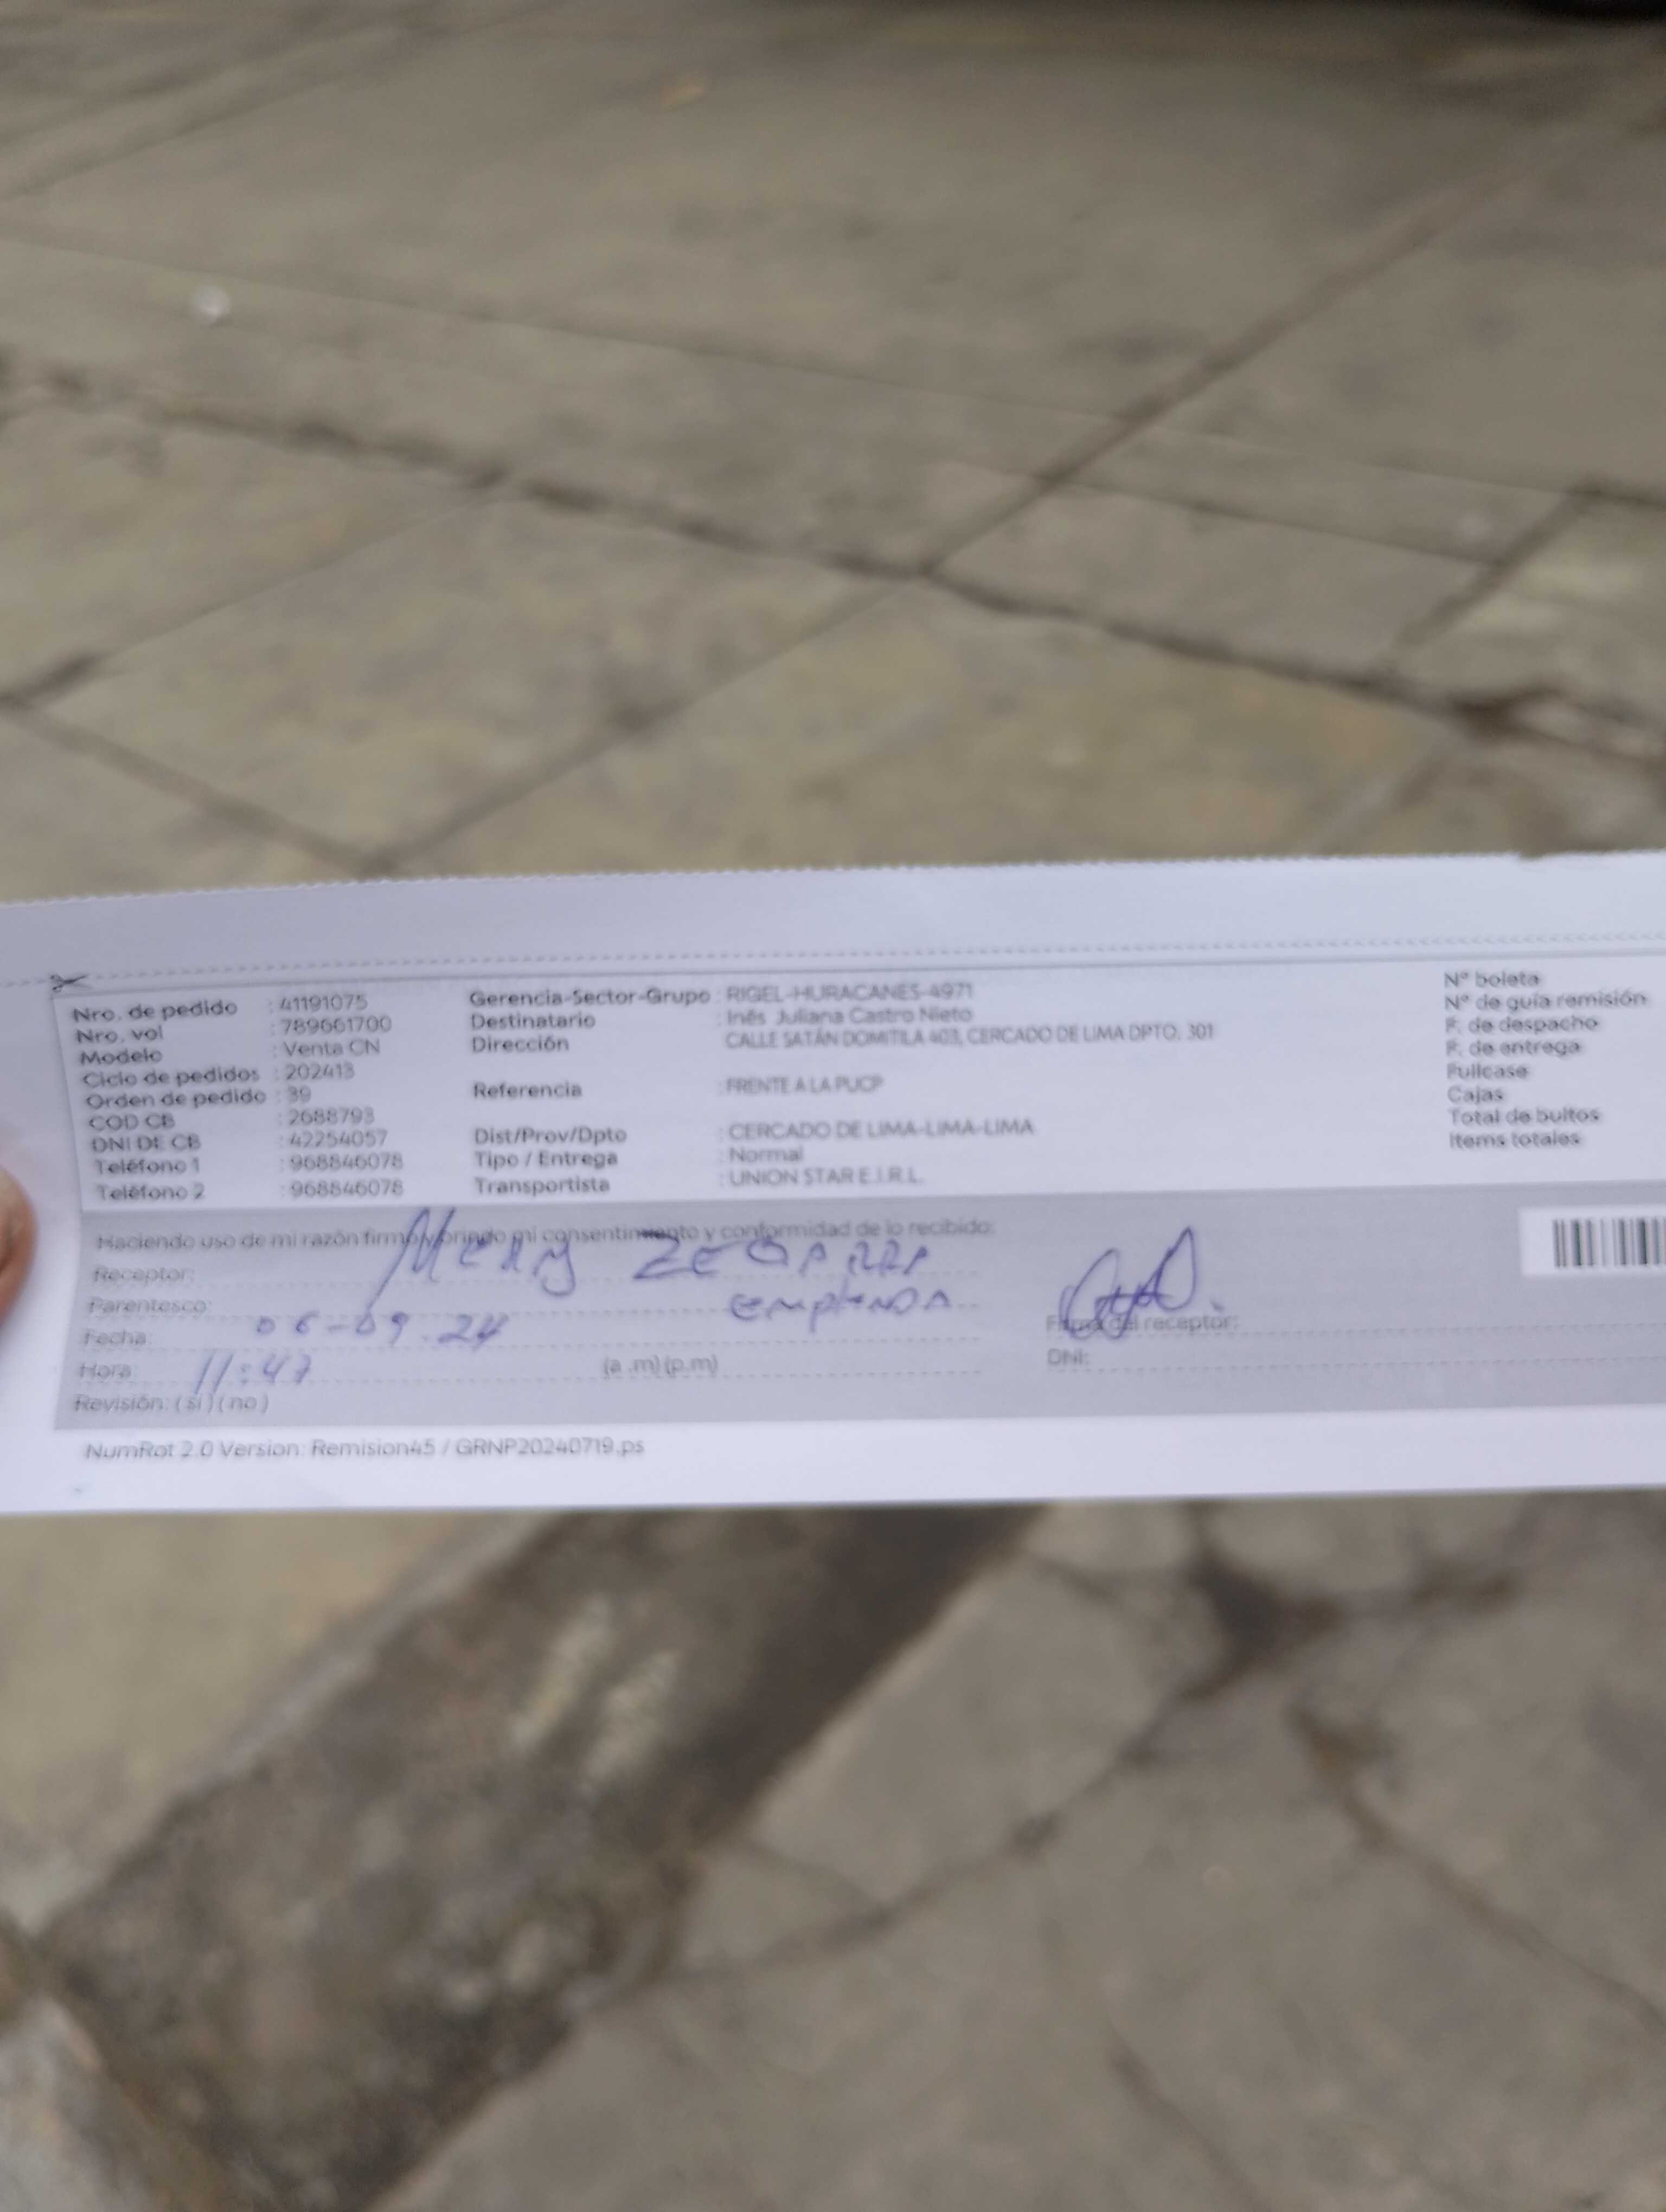 Nro. de pedido : 41191075
Nro. vol : 789661700
Modelo : Venta CN
Ciclo de pedidos : 202413
Orden de pedido : 39
COD CB : 2688793
DNI DE CB : 42254057
Teléfono 1 : 968846078
Teléfono 2 : 968846078
Gerencia-Sector-Grupo : RIGEL-HURACANES-4971
Destinatario : Inés Juliana Castro Nieto
Dirección CALLE SATÁN DOMITILA 403, CERCADO DE LIMA DPTO. 301
Referencia : FRENTE A LA PUCP
Dist/Prov/Dpto : CERCADO DE LIMA-LIMA-LIMA
Tipo / Entrega : Normal
Transportista : UNION STAR E.I.R.L.
Nº boleta
Nº de guía remisión
F. de despacho
F. de entrega
Fullcase
Cajas
Total de bultos
Items totales
Haciendo uso de mi razón firmo y brindo mi consentimiento y conformidad de lo recibido:
Receptor: Mery
Parentesco:
Fecha: 06-09-24
Hora: 11:47 (a.m) (p.m)
Revisión: (si) (no)
Firma del receptor:
DNI:
NumRot 2.0 Version: Remision45 / GRNP20240719.ps